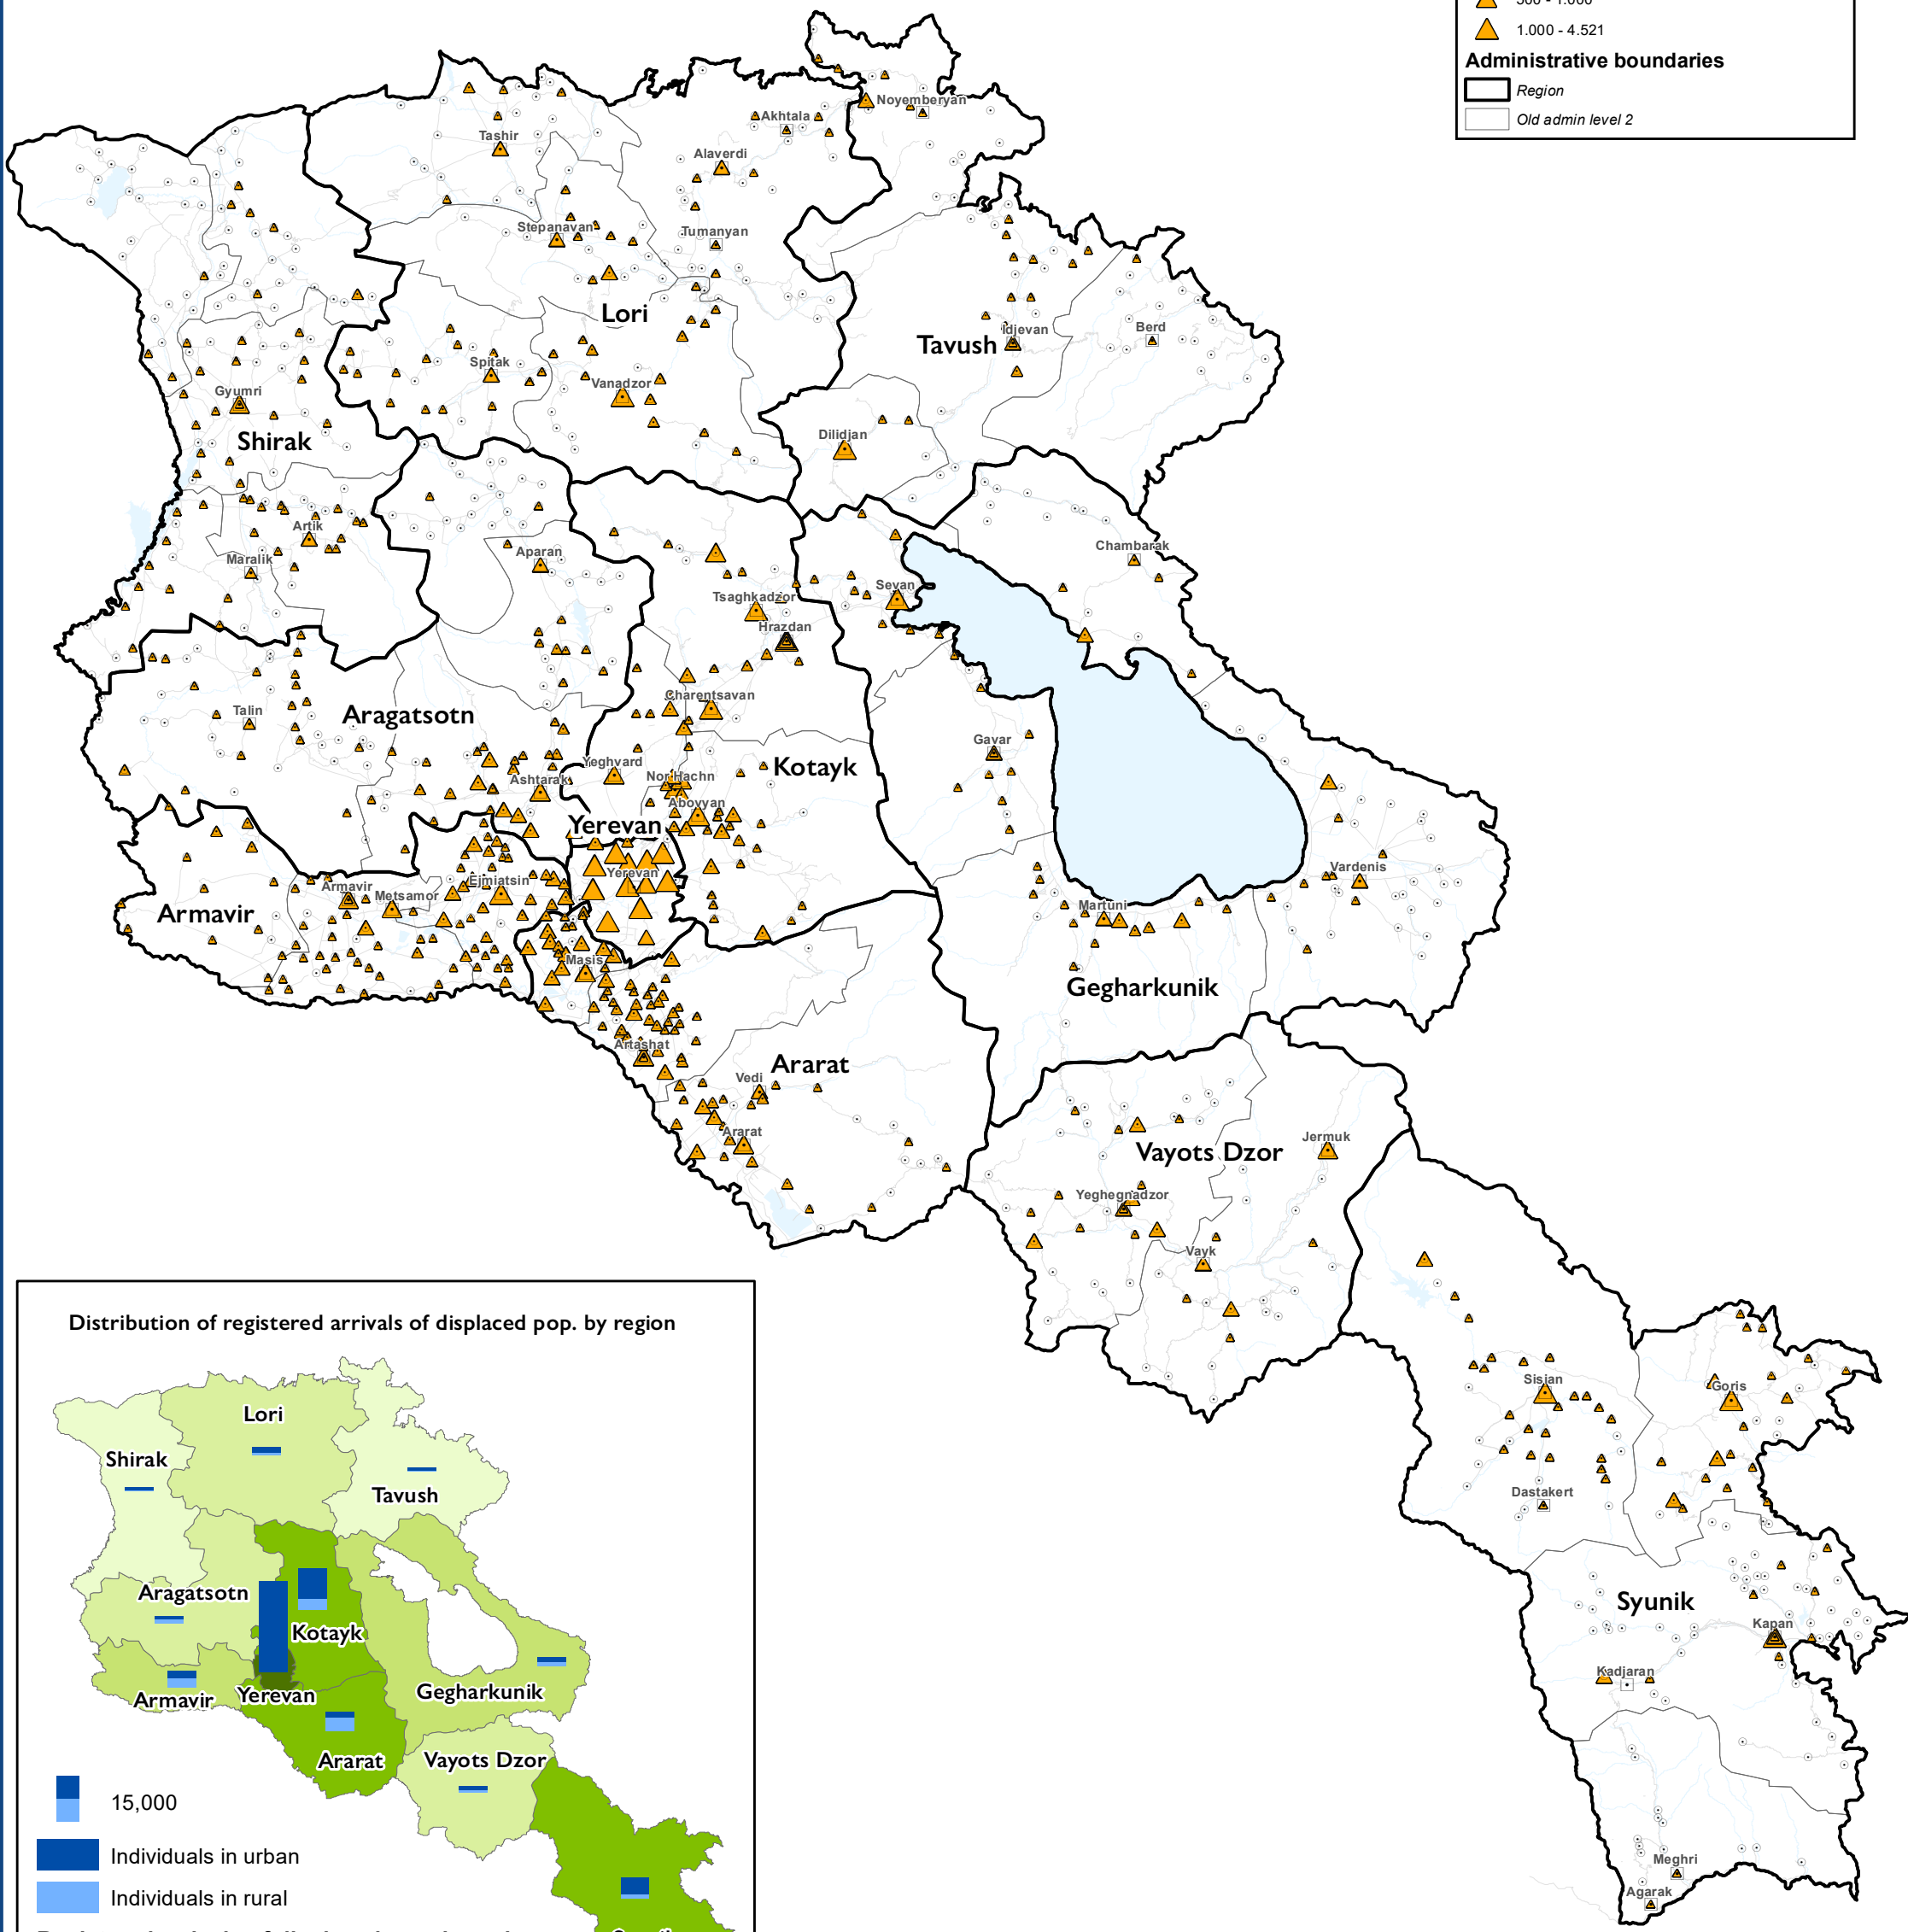 500 - 1.000
1.000 - 4.521
Administrative boundaries
Region
Old admin level 2
Noyemberyan
Akhtala
Tashir
Alaverdi
Stepanavan
Tumanyan
Lori
Idjevan
Berd
Tavush
Spitak
Vanadzor
Gyumri
Shirak
Dilidjan
Artik
Aparan
Chambarak
Maralik
Sevan
Tsaghkadzor
Hrazdan
Charentsavan
Talin
Aragatsotn
Gavar
Yeghvard
Kotayk
Nor Hachn
Ashtarak
Abovyan
Yerevan
Vardenis
Yerevan
Ejmiatsin
Armavir
Metsamor
Armavir
Martuni
Masis
Gegharkunik
Artashat
Ararat
Vedi
Ararat
Jermuk
Vayots Dzor
Yeghegnadzor
Vayk
Sisian
Goris
Dastakert
Syunik
Kapan
Kadjaran
Meghri
Agarak
Distribution of registered arrivals of displaced pop. by region
Lori
Shirak
Tavush
Aragatsotn
Kotayk
Gegharkunik
Yerevan
Armavir
Ararat
Vayots Dzor
15,000
Individuals in urban
Individuals in rural